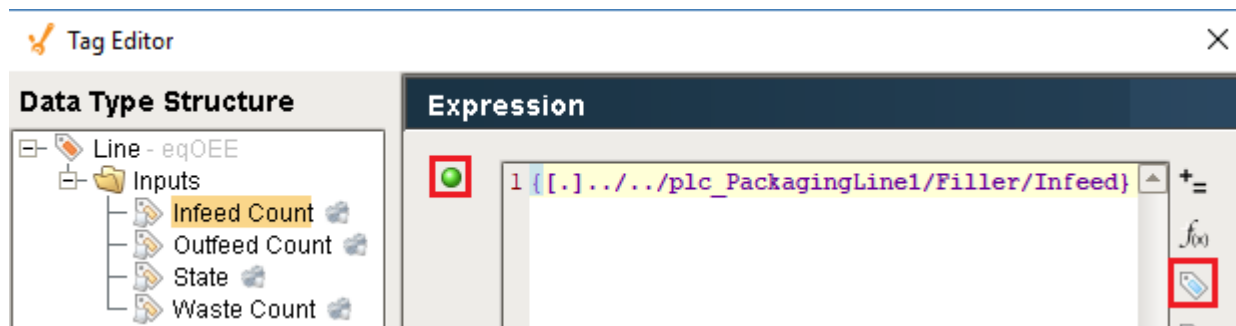 Tag Editor
Data Type Structure
Expression
Line - eqOEE
Inputs
Infeed Count
Outfeed Count
State
Waste Count
1 {[.]../../plc_PackagingLine1/Filler/Infeed}
+=
f(x)